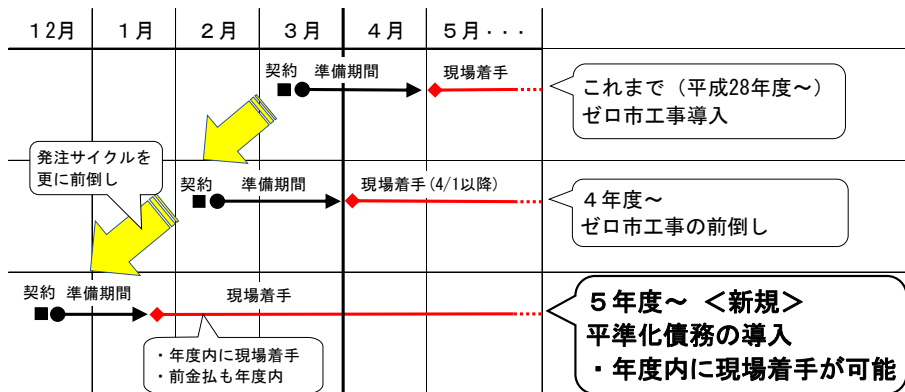 12月 1月 2月 3月 4月 5月・・・
契約 準備期間 現場着手
これまで（平成28年度～）
ゼロ市工事導入
発注サイクルを
更に前倒し
契約 準備期間 現場着手(4/1以降)
４年度～
ゼロ市工事の前倒し
契約 準備期間 現場着手
５年度～ ＜新規＞
平準化債務の導入
・年度内に現場着手が可能
・年度内に現場着手
・前金払も年度内